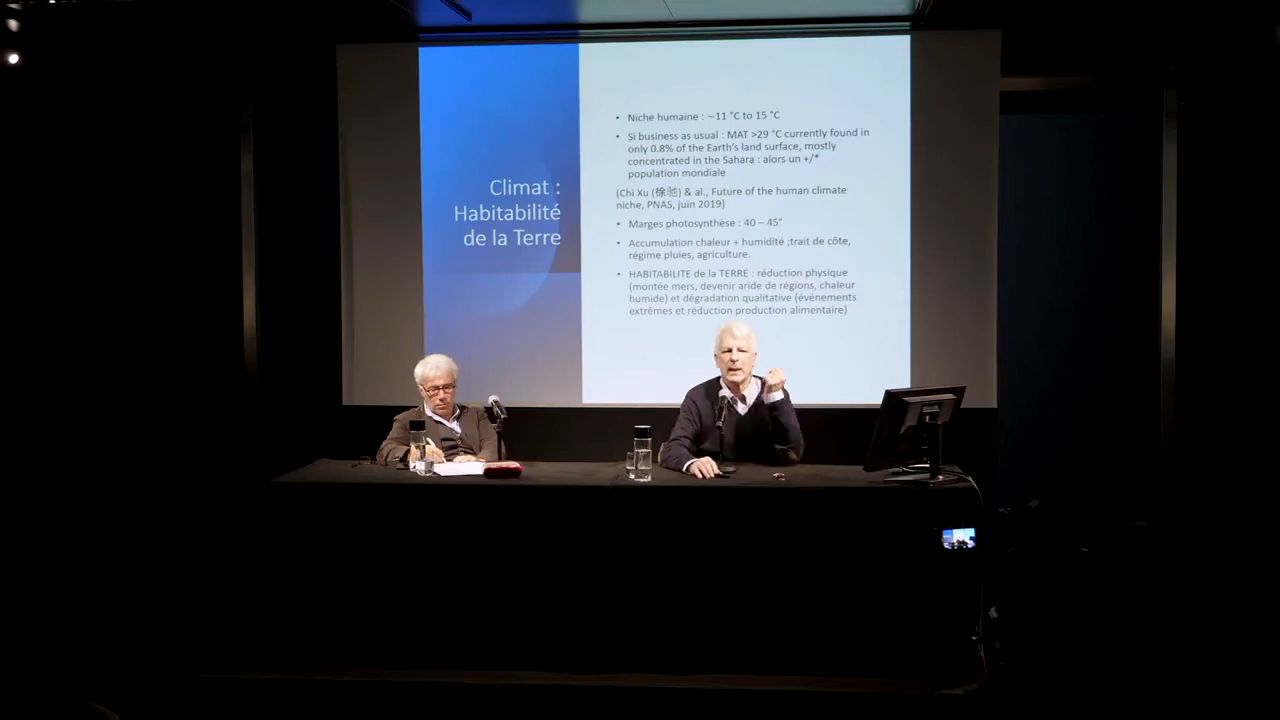 Climat :
Habitabilité
de la Terre
• Niche humaine : ~11 °C to 15 °C
• Si business as usual : MAT >29 °C currently found in
only 0.8% of the Earth's land surface, mostly
concentrated in the Sahara : alors un +/*
population mondiale
(Chi Xu (徐驰) & al., Future of the human climate
niche, PNAS, juin 2019)
• Marges photosynthèse : 40 – 45°
• Accumulation chaleur + humidité ;trait de côte,
régime pluies, agriculture.
• HABITABILITE de la TERRE : réduction physique
(montée mers, devenir aride de régions, chaleur
humide) et dégradation qualitative (événements
extrêmes et réduction production alimentaire)